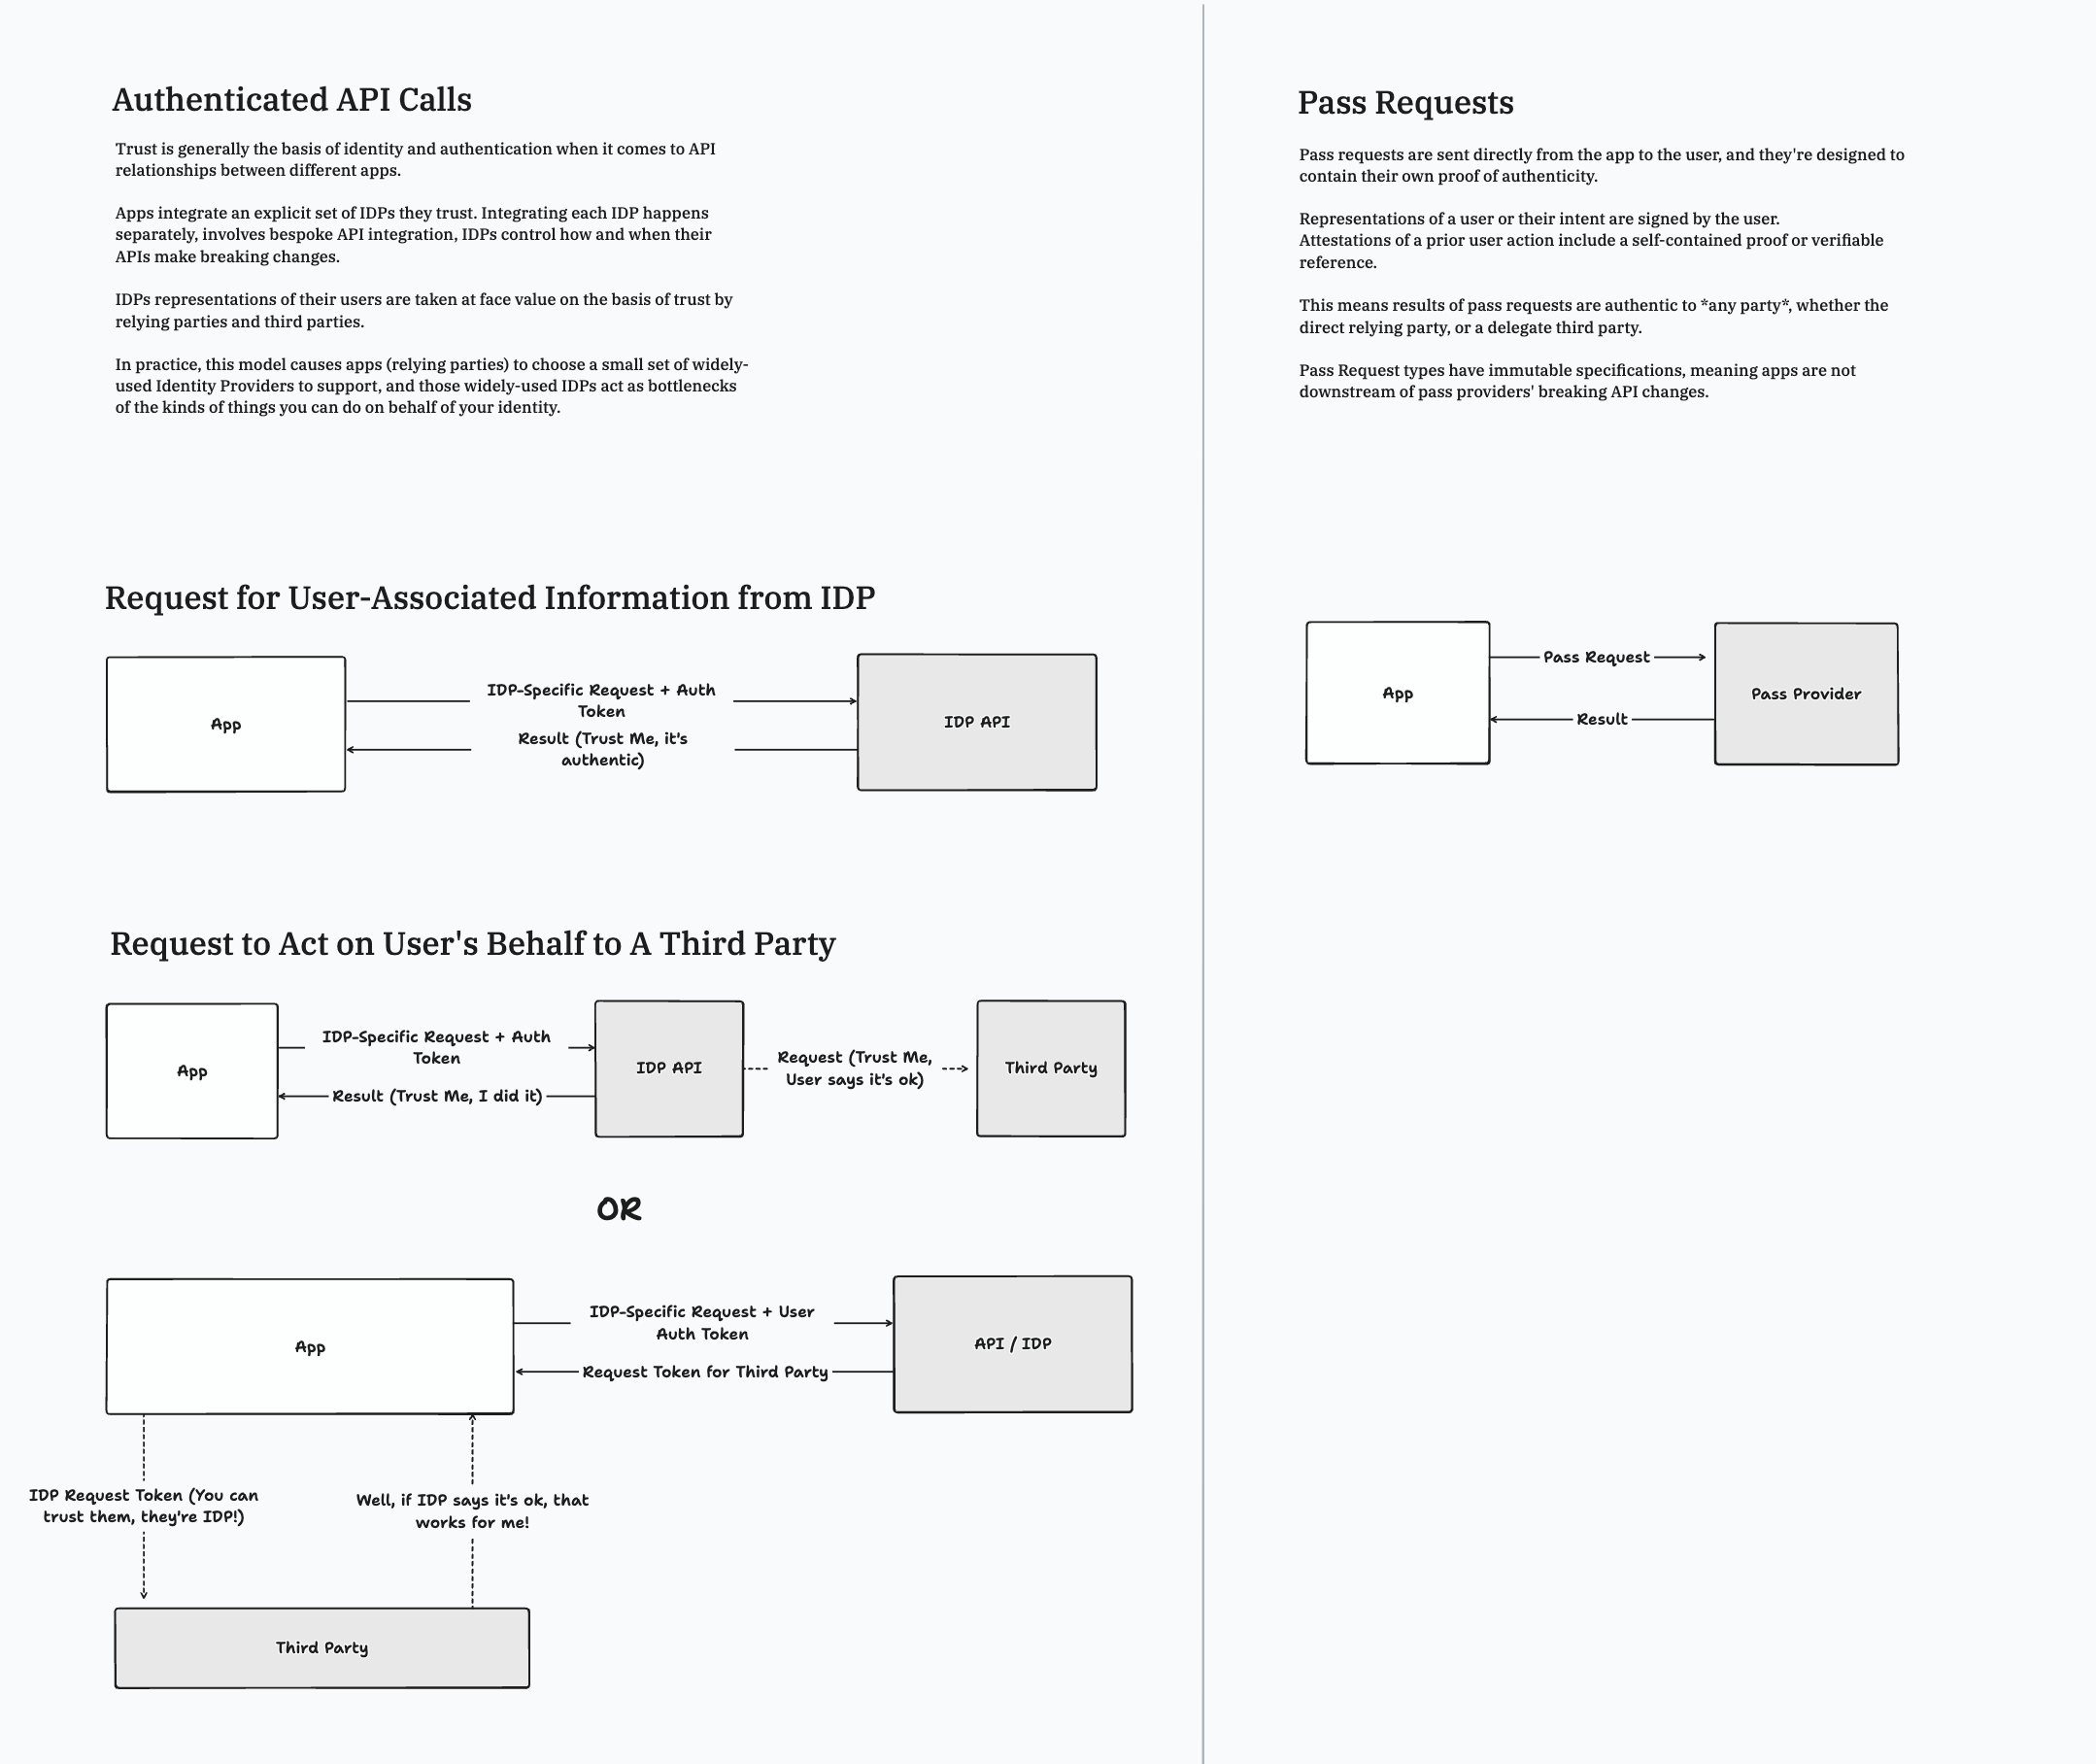 Authenticated API Calls
Trust is generally the basis of identity and authentication when it comes to API
relationships between different apps.
Apps integrate an explicit set of IDPs they trust. Integrating each IDP happens
separately, involves bespoke API integration, IDPs control how and when their
APIs make breaking changes.
IDPs representations of their users are taken at face value on the basis of trust by
relying parties and third parties.
In practice, this model causes apps (relying parties) to choose a small set of widely-
used Identity Providers to support, and those widely-used IDPs act as bottlenecks
of the kinds of things you can do on behalf of your identity.
Request for User-Associated Information from IDP
App
IDP-Specific Request + Auth
Token
Result (Trust Me, it's
authentic)
IDP API
Request to Act on User's Behalf to A Third Party
App
IDP-Specific Request + Auth
Token
Result (Trust Me, I did it)
IDP API
Request (Trust Me,
User says it's ok)
Third Party
OR
App
IDP-Specific Request + User
Auth Token
Request Token for Third Party
API / IDP
IDP Request Token (You can
trust them, they're IDP!)
Well, if IDP says it's ok, that
works for me!
Third Party
Pass Requests
Pass requests are sent directly from the app to the user, and they're designed to
contain their own proof of authenticity.
Representations of a user or their intent are signed by the user.
Attestations of a prior user action include a self-contained proof or verifiable
reference.
This means results of pass requests are authentic to *any party*, whether the
direct relying party, or a delegate third party.
Pass Request types have immutable specifications, meaning apps are not
downstream of pass providers' breaking API changes.
App
Pass Request
Result
Pass Provider